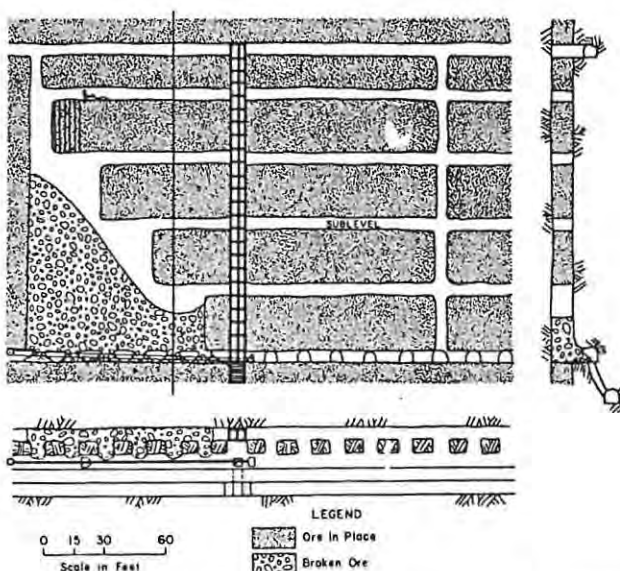 SUBLEVEL
LEGEND
Ore in Place
Broken Ore
0 15 30 60
Scale in Feet